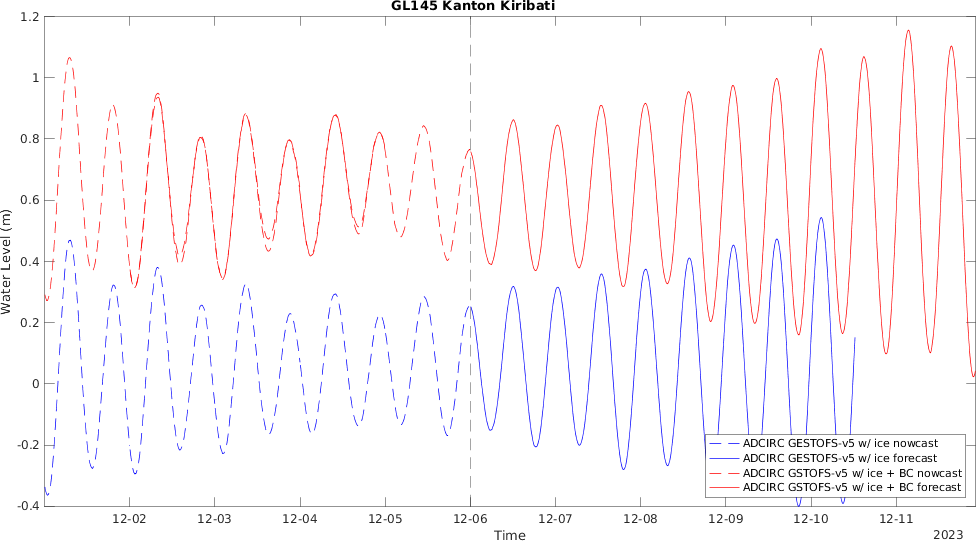 GL145 Kanton Kiribati
1.2
1
0.8
0.6
0.4
0.2
0
-0.2
-0.4
Water Level (m)
12-02 12-03 12-04 12-05 12-06 12-07 12-08 12-09 12-10 12-11
Time
2023
ADCIRC GESTOFS-v5 w/ ice nowcast
ADCIRC GESTOFS-v5 w/ ice forecast
ADCIRC GSTOFS-v5 w/ ice + BC nowcast
ADCIRC GSTOFS-v5 w/ ice + BC forecast